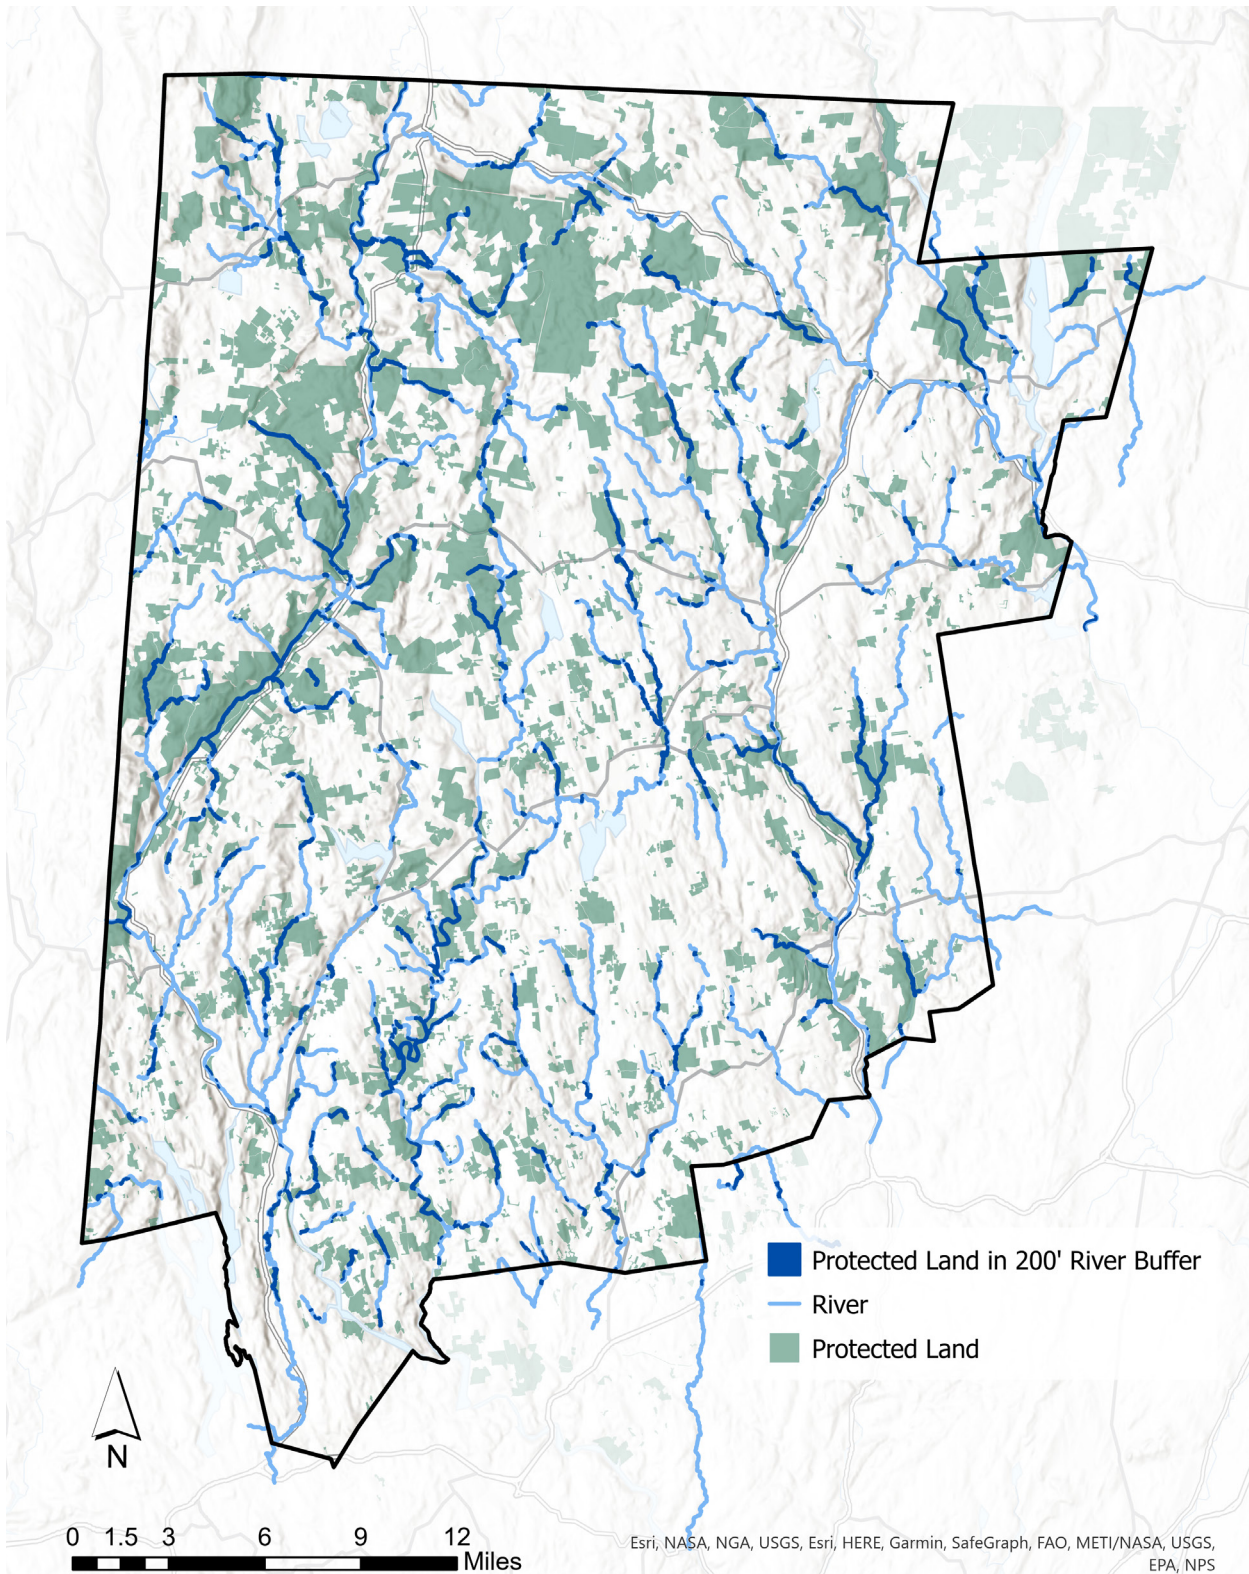 Protected Land in 200' River Buffer
River
Protected Land
N
0 1.5 3 6 9 12
Miles
Esri, NASA, NGA, USGS, Esri, HERE, Garmin, SafeGraph, FAO, METI/NASA, USGS,
EPA, NPS